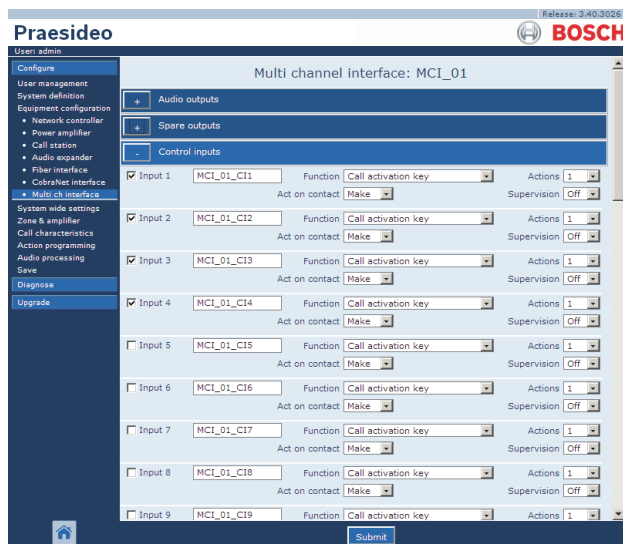 Release: 3.40.3026
Praesideo
BOSCH
User: admin
Configure
User management
System definition
Equipment configuration
• Network controller
• Power amplifier
• Call station
• Audio expander
• Fiber interface
• CobraNet interface
• Multi ch interface
System wide settings
Zone & amplifier
Call characteristics
Action programming
Audio processing
Save
Diagnose
Upgrade
Multi channel interface: MCI_01
+ Audio outputs
+ Spare outputs
- Control inputs
Input 1 MCI_01_CI1 Function Call activation key Actions 1
Act on contact Make Supervision Off
Input 2 MCI_01_CI2 Function Call activation key Actions 1
Act on contact Make Supervision Off
Input 3 MCI_01_CI3 Function Call activation key Actions 1
Act on contact Make Supervision Off
Input 4 MCI_01_CI4 Function Call activation key Actions 1
Act on contact Make Supervision Off
Input 5 MCI_01_CI5 Function Call activation key Actions 1
Act on contact Make Supervision Off
Input 6 MCI_01_CI6 Function Call activation key Actions 1
Act on contact Make Supervision Off
Input 7 MCI_01_CI7 Function Call activation key Actions 1
Act on contact Make Supervision Off
Input 8 MCI_01_CI8 Function Call activation key Actions 1
Act on contact Make Supervision Off
Input 9 MCI_01_CI9 Function Call activation key Actions 1
Submit